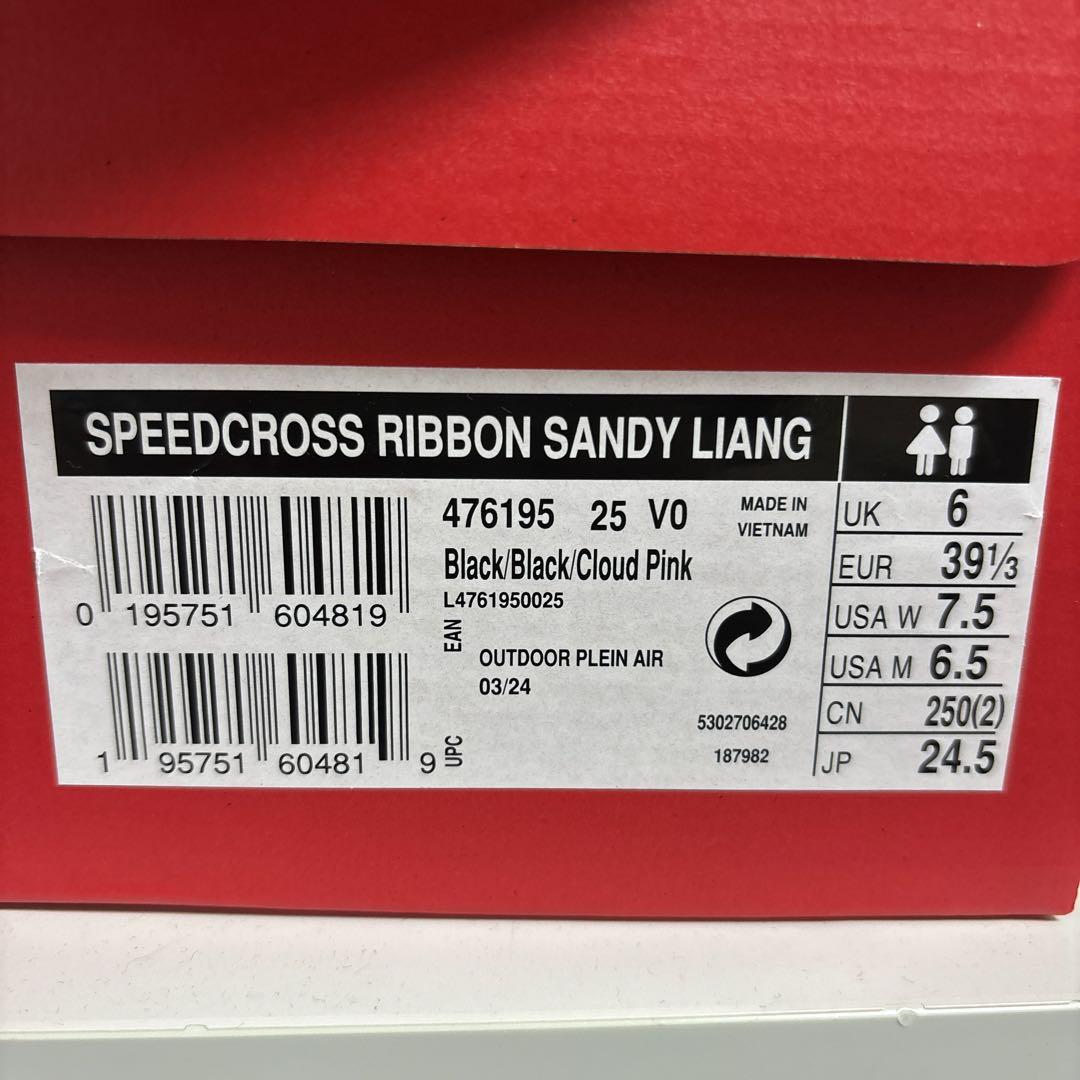 SPEEDCROSS RIBBON SANDY LIANG
0 195751 604819
EAN
1 95751 60481 9
UPC
476195 25 V0
Black/Black/Cloud Pink
L4761950025
OUTDOOR PLEIN AIR
03/24
MADE IN
VIETNAM
5302706428
187982
UK 6
EUR 39⅓
USA W 7.5
USA M 6.5
CN 250(2)
JP 24.5